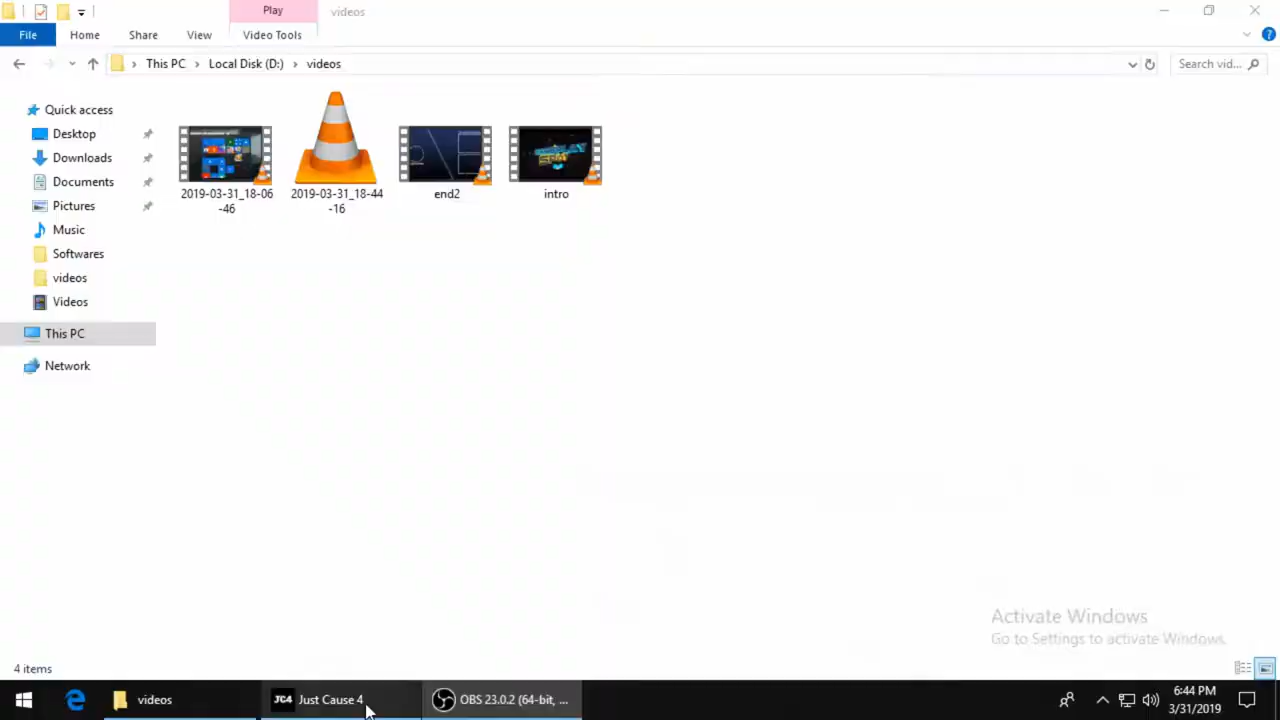 Play
videos
File
Home
Share
View
Video Tools
This PC
Local Disk (D:)
videos
Search vid...
Quick access
Desktop
Downloads
Documents
Pictures
Music
Softwares
videos
Videos
This PC
Network
2019-03-31_18-06
-46
2019-03-31_18-44
-16
end2
intro
Activate Windows
Go to Settings to activate Windows.
4 items
videos
JC4 Just Cause 4
OBS 23.0.2 (64-bit, ...
6:44 PM
3/31/2019